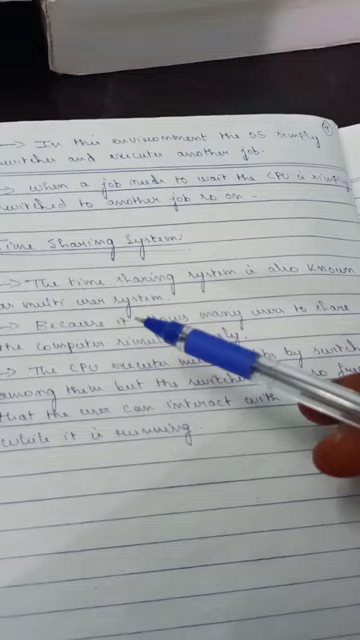 → In this environment the OS simply
switches and executes another job.
→ when a job needs to wait the CPU is simply
switched to another job so on.
Time Sharing System:
→ The time sharing system is also known
as multi user system.
→ Because it many user to share
the computer
→ The CPU executes by switch
among them but the switches so
that the user can interact with
while it is running.